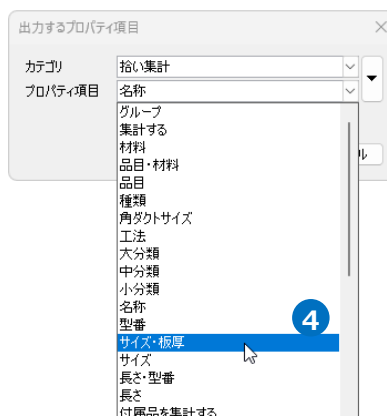 出力するプロパティ項目
カテゴリ 拾い集計
プロパティ項目 名称
グループ
集計する
材料
品目・材料
品目
種類
角ダクトサイズ
工法
大分類
中分類
小分類
名称
型番
サイズ・板厚
サイズ
長さ・型番
長さ
付属品を集計する
4